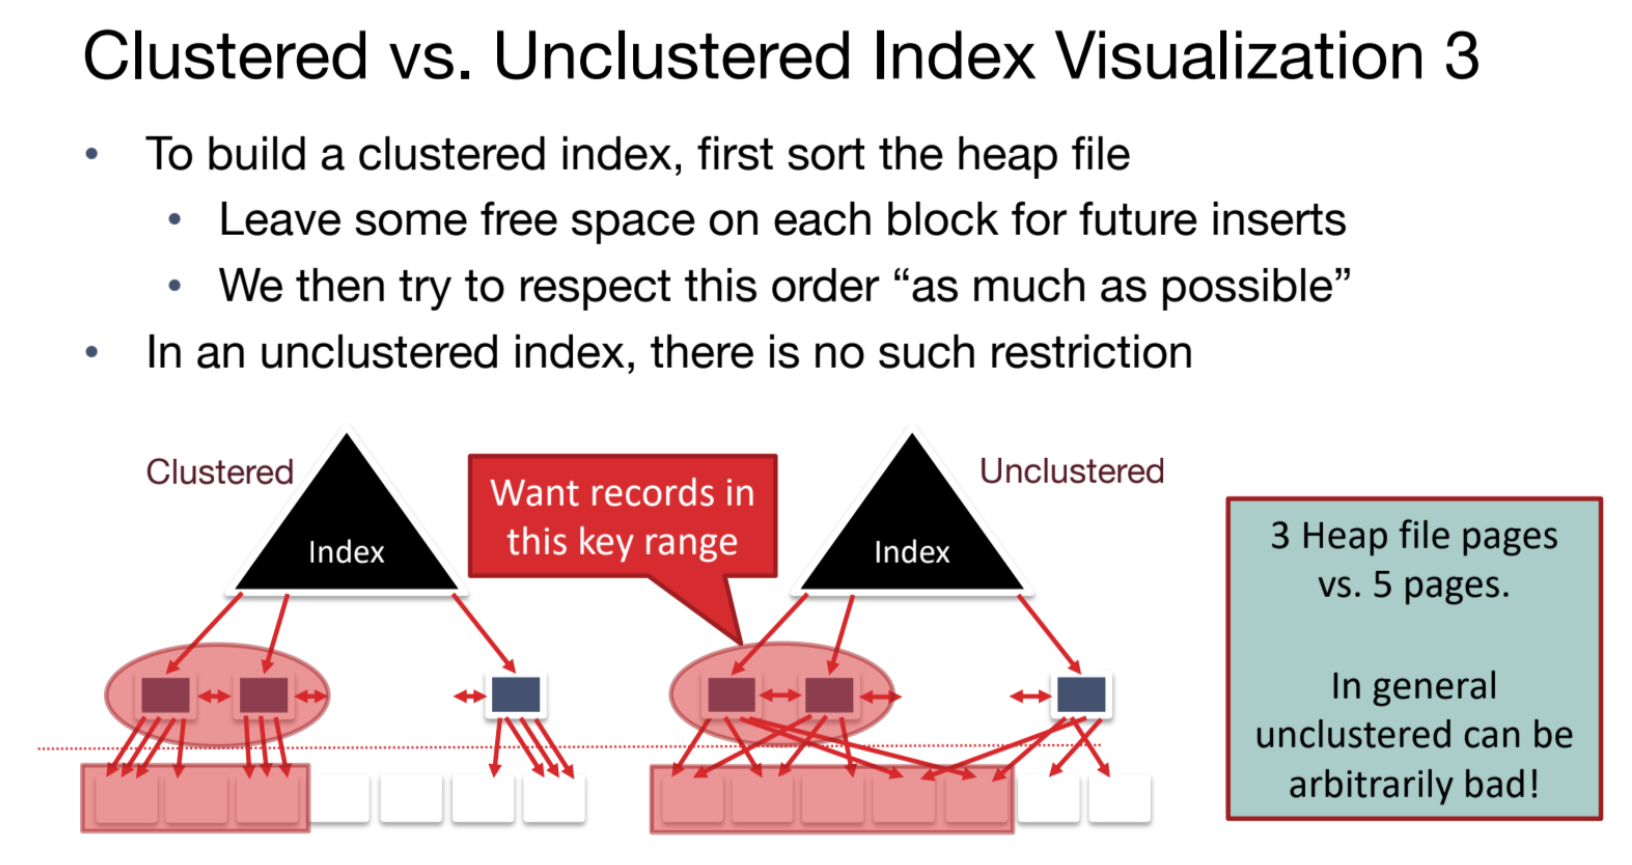 Clustered vs. Unclustered Index Visualization 3
• To build a clustered index, first sort the heap file
• Leave some free space on each block for future inserts
• We then try to respect this order “as much as possible”
• In an unclustered index, there is no such restriction
Clustered
Index
Want records in
this key range
Unclustered
Index
3 Heap file pages
vs. 5 pages.
In general
unclustered can be
arbitrarily bad!